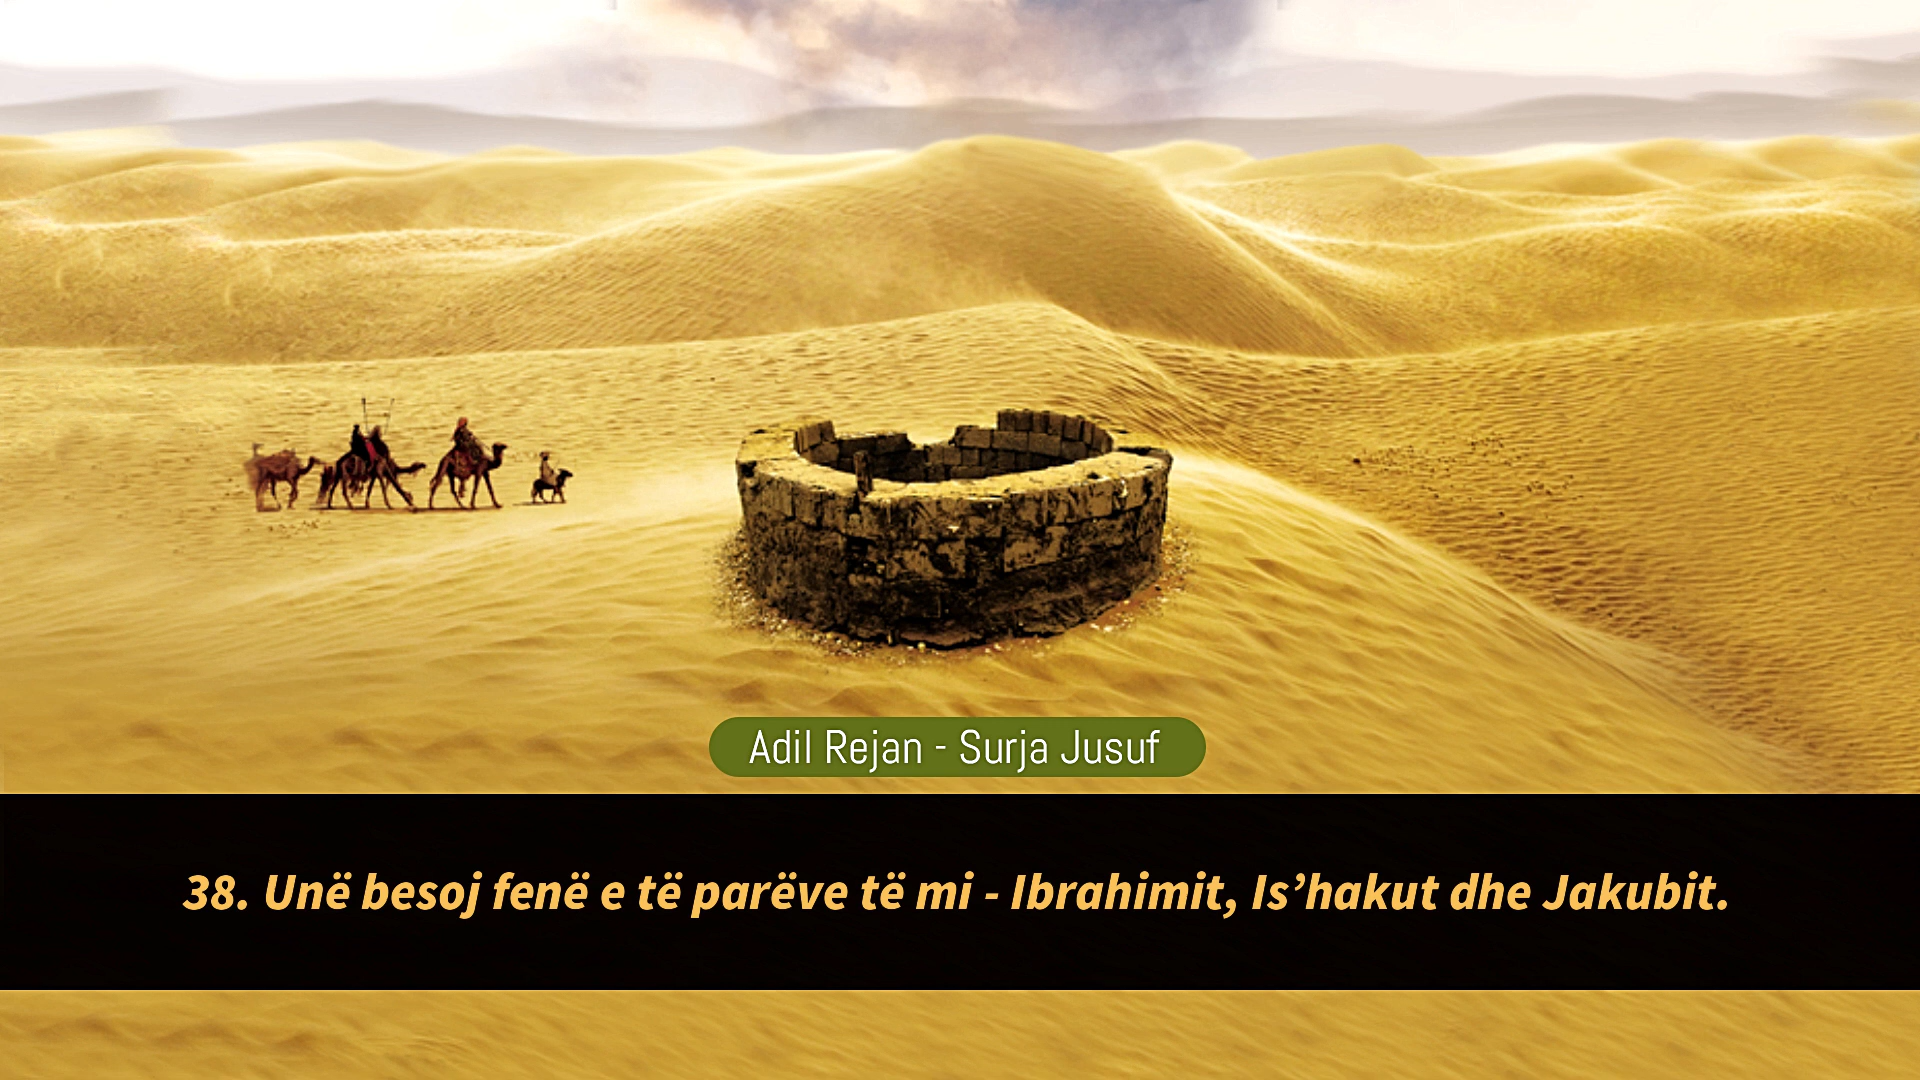 Adil Rejan - Surja Jusuf
38. Unë besoj fenë e të parëve të mi - Ibrahimit, Is’hakut dhe Jakubit.